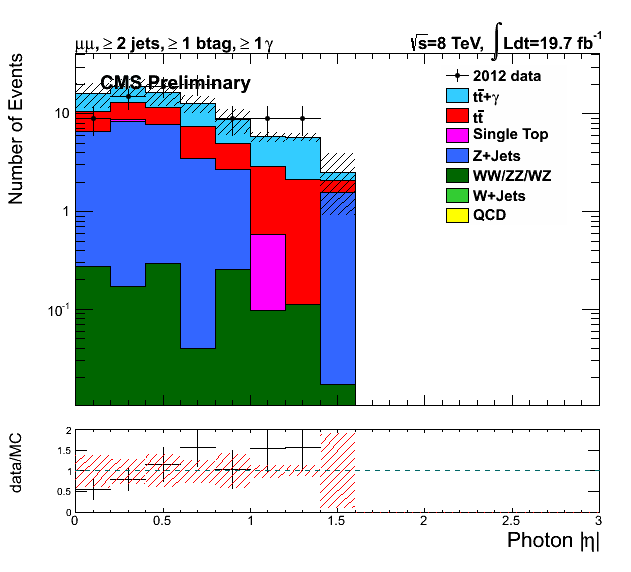 μμ, ≥ 2 jets, ≥ 1 btag, ≥ 1γ
√s=8 TeV, ∫Ldt=19.7 fb⁻¹
CMS Preliminary
2012 data
tt̄+γ
tt̄
Single Top
Z+Jets
WW/ZZ/WZ
W+Jets
QCD
Number of Events
10
1
10⁻¹
data/MC
2
1.5
1
0.5
0
0 0.5 1 1.5 2 2.5 3
Photon |η|